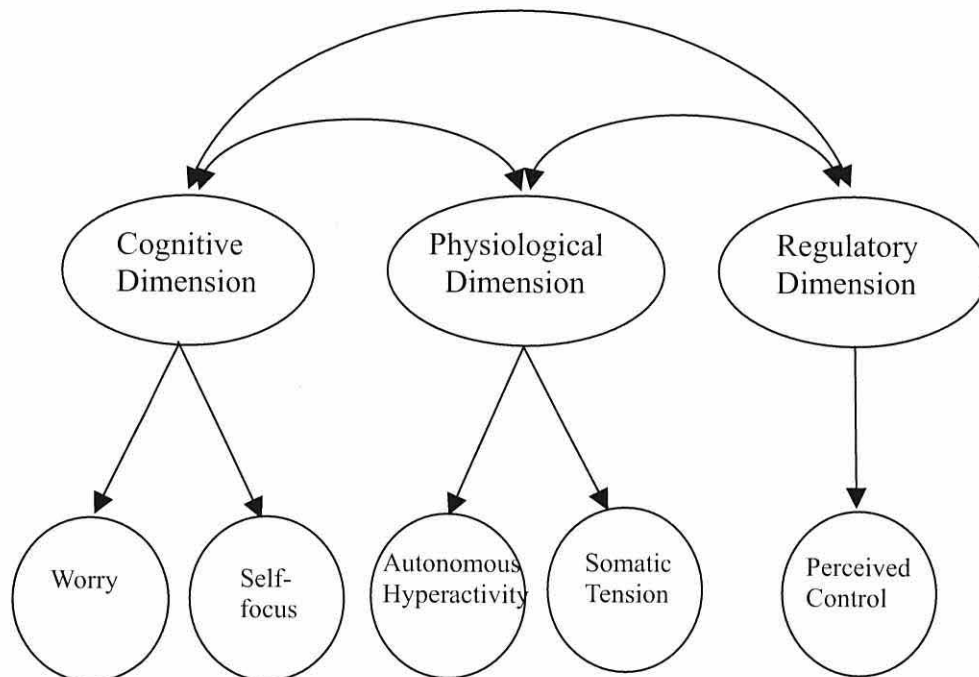 Cognitive
Dimension
Physiological
Dimension
Regulatory
Dimension
Worry
Self-
focus
Autonomous
Hyperactivity
Somatic
Tension
Perceived
Control